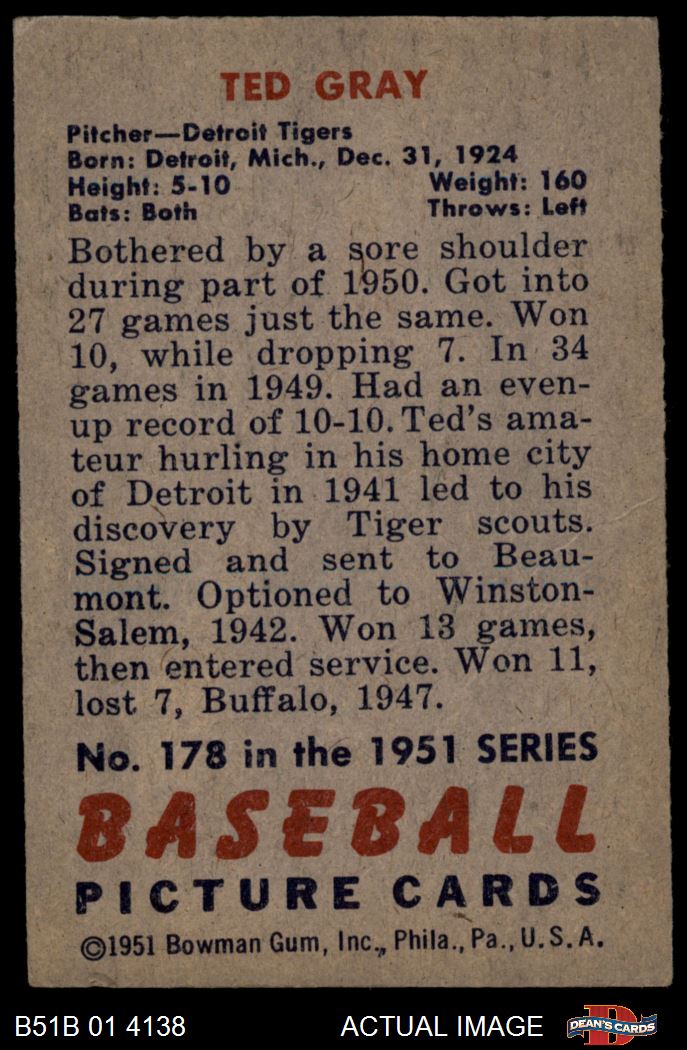 TED GRAY
Pitcher—Detroit Tigers
Born: Detroit, Mich., Dec. 31, 1924
Height: 5-10 Weight: 160
Bats: Both Throws: Left
Bothered by a sore shoulder
during part of 1950. Got into
27 games just the same. Won
10, while dropping 7. In 34
games in 1949. Had an even-
up record of 10-10. Ted's ama-
teur hurling in his home city
of Detroit in 1941 led to his
discovery by Tiger scouts.
Signed and sent to Beau-
mont. Optioned to Winston-
Salem, 1942. Won 13 games,
then entered service. Won 11,
lost 7, Buffalo, 1947.
No. 178 in the 1951 SERIES
BASEBALL
PICTURE CARDS
©1951 Bowman Gum, Inc., Phila., Pa., U.S.A.
B51B 01 4138 ACTUAL IMAGE D DEAN'S CARDS